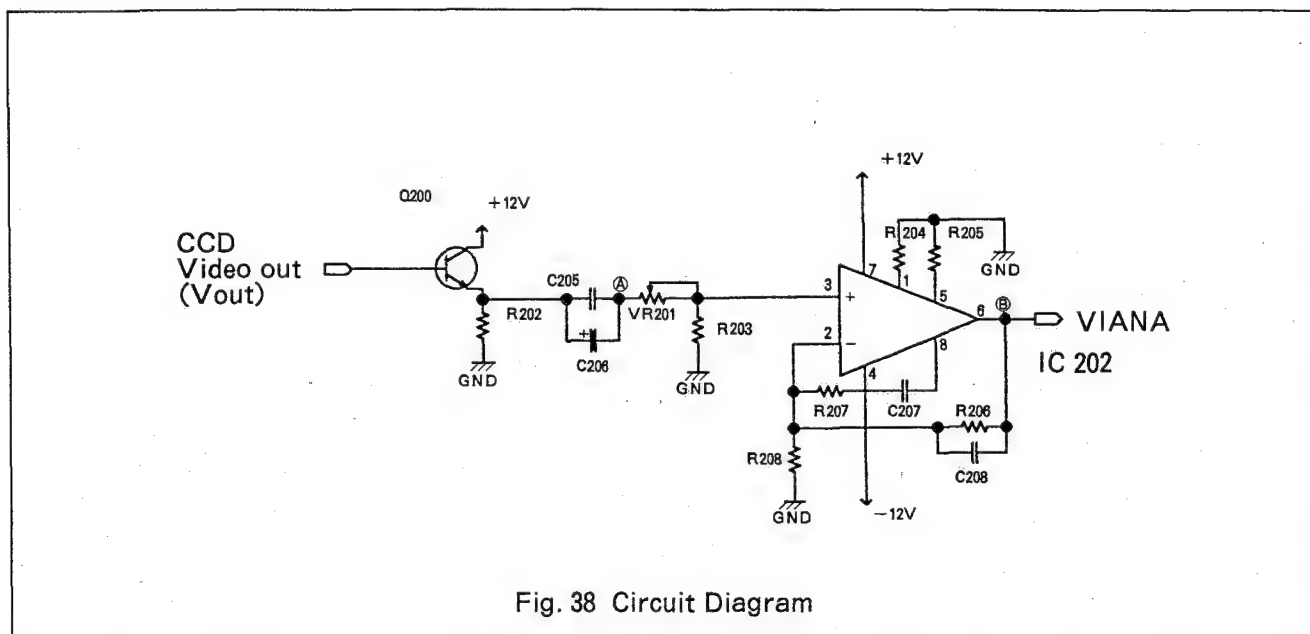 Q200
+12V
CCD
Video out
(Vout)
C205
Ⓐ
R202
VR201
C206
R203
GND
GND
+12V
R204
R205
GND
7
1
5
3
+
2
−
6
Ⓑ
VIANA
IC 202
8
4
R207
C207
R206
R208
C208
GND
−12V
Fig. 38 Circuit Diagram